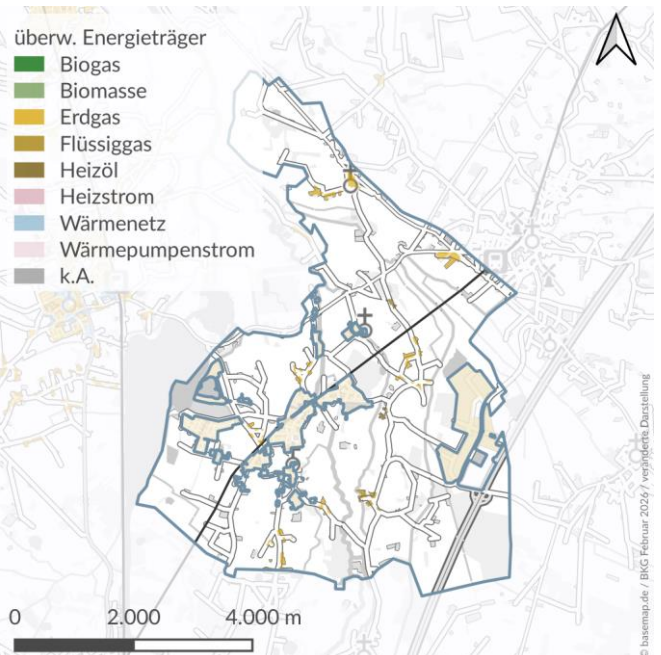 überw. Energieträger
Biogas
Biomasse
Erdgas
Flüssiggas
Heizöl
Heizstrom
Wärmenetz
Wärmepumpenstrom
k.A.
0 2.000 4.000 m
© basemap.de / BKG Februar 2026 / veränderte Darstellung